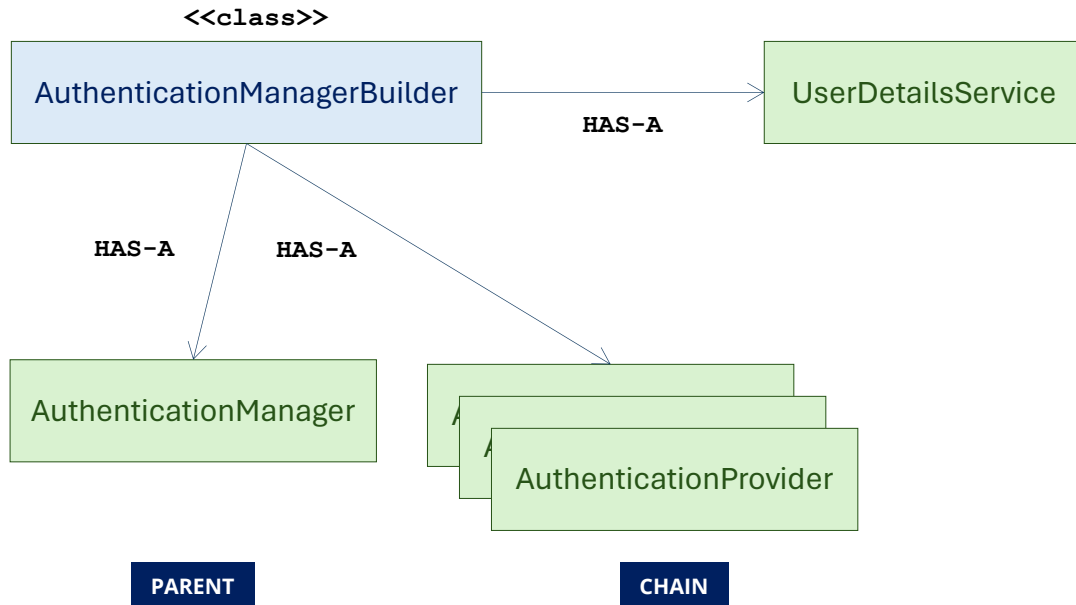 <<class>>
AuthenticationManagerBuilder
UserDetailsService
HAS-A
HAS-A
HAS-A
AuthenticationManager
A
A
AuthenticationProvider
PARENT
CHAIN